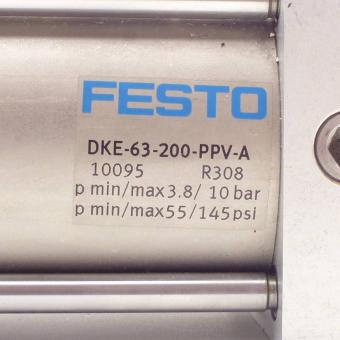 FESTO
DKE-63-200-PPV-A
10095 R308
p min/max 3.8/ 10 bar
p min/max 55/145 psi